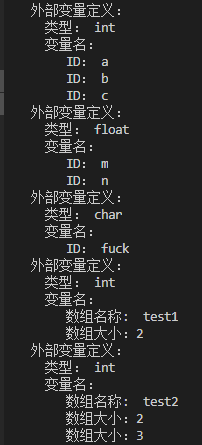 外部变量定义:
类型: int
变量名:
ID: a
ID: b
ID: c
外部变量定义:
类型: float
变量名:
ID: m
ID: n
外部变量定义:
类型: char
变量名:
ID: fuck
外部变量定义:
类型: int
变量名:
数组名称: test1
数组大小: 2
外部变量定义:
类型: int
变量名:
数组名称: test2
数组大小: 2
数组大小: 3